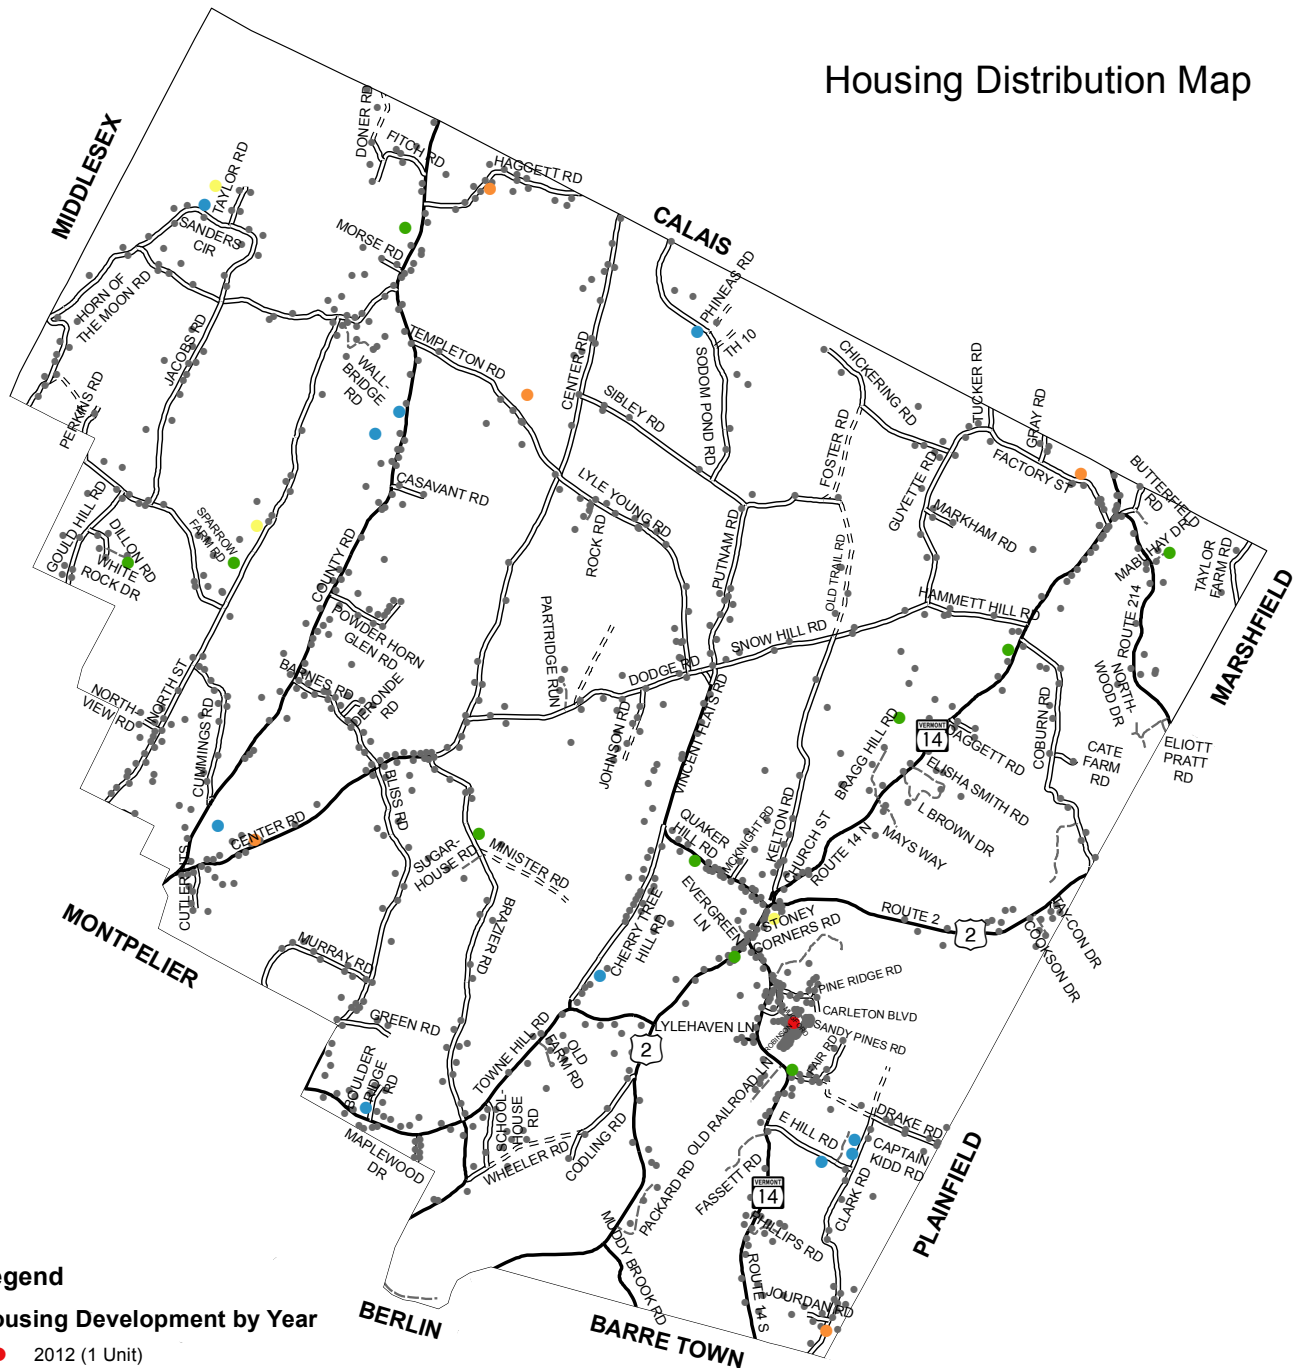 Housing Distribution Map
MIDDLESEX
CALAIS
DONER RD
FITCH RD
HAGGETT RD
TAYLOR RD
SANDERS
CIR
MORSE RD
HORN OF
THE MOON RD
PHINEAS RD
TH 10
JACOBS RD
TEMPLETON RD
WALL-
BRIDGE
RD
CENTER RD
SODOM POND RD
SIBLEY RD
CHICKERING RD
TUCKER RD
GRAY RD
PERKINS RD
FOSTER RD
FACTORY ST
BUTTERFIELD
RD
GUYETTE RD
CASAVANT RD
LYLE YOUNG RD
GOULD HILL RD
DILLON RD
SPARROW
FARM RD
WHITE
ROCK DR
ROCK RD
PUTNAM RD
OLD TRAIL RD
MARKHAM RD
MABUHAY DR
TAYLOR
FARM RD
COUNTY RD
POWDER HORN
GLEN RD
PARTRIDGE RUN
HAMMETT HILL RD
ROUTE 214
MARSHFIELD
SNOW HILL RD
DODGE RD
BARNES RD
DERONDE
RD
NORTH ST
NORTH-
VIEW RD
NORTH-
WOOD DR
CUMMINGS RD
JOHNSON RD
VINCENT FLATS RD
BRAGG HILL RD
VERMONT
14
DAGGETT RD
COBURN RD
CATE
FARM
RD
ELIOTT
PRATT
RD
ELISHA SMITH RD
L BROWN DR
BLISS RD
CENTER RD
QUAKER
HILL RD
MCKNIGHT RD
KELTON RD
CHURCH ST
ROUTE 14 N
MAYS WAY
SUGAR-
HOUSE RD
MINISTER RD
CUTLER HTS
EVERGREEN
LN
STONEY
CORNERS RD
ROUTE 2
2
TAY-CON DR
COOKSON DR
MONTPELIER
BRAZIER RD
CHERRY TREE
HILL RD
MURRAY RD
PINE RIDGE RD
CARLETON BLVD
SANDY PINES RD
GREEN RD
LYLEHAVEN LN
FAIR RD
2
TOWNE HILL RD
OLD
FARM RD
BOULDER
RIDGE
RD
OLD RAILROAD LN
SCHOOL-
HOUSE
RD
DRAKE RD
E HILL RD
CAPTAIN
KIDD RD
MAPLEWOOD
DR
WHEELER RD
CODLING RD
PACKARD RD
FASSETT RD
VERMONT
14
CLARK RD
PLAINFIELD
PHILLIPS RD
MUDDY BROOK RD
ROUTE 14 S
JOURDAN RD
BERLIN
BARRE TOWN
egend
ousing Development by Year
2012 (1 Unit)